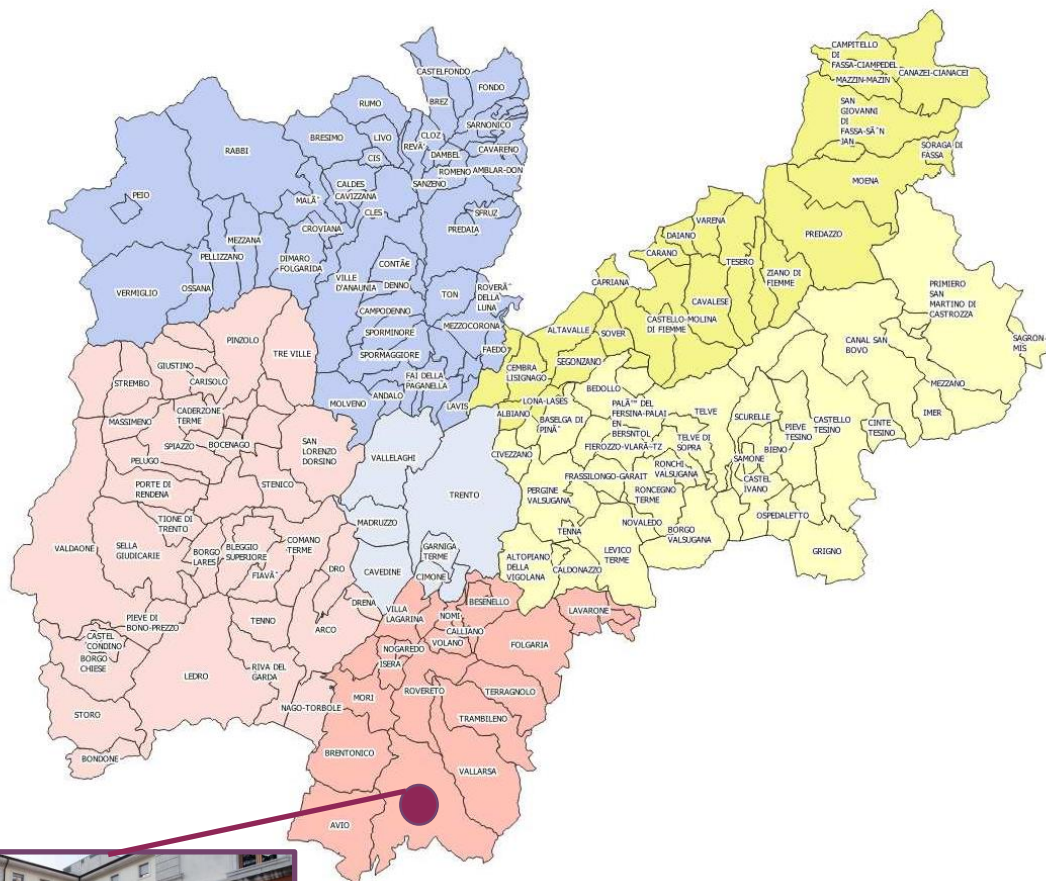 CAMPITELLO
DI
FASSA-CIAMPEDEL
CANAZEI-CIANACEI
MAZZIN-MAZIN
SAN
GIOVANNI
DI
FASSA-SÃˆN
JAN
SORAGA DI
FASSA
MOENA
PREDAZZO
CASTELFONDO
FONDO
BREZ
RUMO
SARNONICO
CLOZ
BRESIMO
LIVO
REVÃ²
CAVARENO
DAMBEL
CIS
RABBI
ROMENO
AMBLAR-DON
SANZENO
CALDES
CAVIZZANA
PEIO
MALÃ¨
CLES
SFRUZ
PREDAIA
CROVIANA
VARENA
DAIANO
CARANO
TESERO
MEZZANA
PELLIZZANO
DIMARO
FOLGARIDA
CONTÃ€
VILLE
D'ANAUNIA
DENNO
ZIANO DI
FIEMME
CAPRIANA
CAVALESE
PRIMIERO
SAN
MARTINO DI
CASTROZZA
VERMIGLIO
OSSANA
TON
ROVERÃ¨
DELLA
LUNA
CAMPODENNO
MEZZOCORONA
CASTELLO-MOLINA
DI FIEMME
ALTAVALLE
SOVER
SPORMINORE
SPORMAGGIORE
FAEDO
PINZOLO
TRE VILLE
CANAL SAN
BOVO
SAGRON
MIS
GIUSTINO
STREMBO
CARISOLO
FAI DELLA
PAGANELLA
CEMBRA
LISIGNAGO
SEGONZANO
BEDOLLO
MOLVENO
ANDALO
LAVIS
LONA-LASES
MEZZANO
MASSIMENO
CADERZONE
TERME
ALBIANO
BASELGA DI
PINÃ¨
PALÃ™ DEL
FERSINA-PALAI
EN
BERSNTOL
TELVE
SCURELLE
PIEVE
TESINO
CASTELLO
TESINO
CINTE
TESINO
IMER
SPIAZZO
BOCENAGO
SAN
LORENZO
DORSINO
VALLELAGHI
CIVEZZANO
FIEROZZO-VLARÃ–TZ
TELVE DI
SOPRA
SAMONE
BIENO
PELUGO
FRASSILONGO-GARAIT
RONCHI
VALSUGANA
CASTEL
IVANO
PORTE DI
RENDENA
STENICO
TRENTO
PERGINE
VALSUGANA
RONCEGNO
TERME
OSPEDALETTO
TIONE DI
TRENTO
MADRUZZO
TENNA
NOVALEDO
BORGO
VALSUGANA
VALDAONE
SELLA
GIUDICARIE
BORGO
LARES
BLEGGIO
SUPERIORE
COMANO
TERME
GARNIGA
TERME
ALTOPIANO
DELLA
VIGOLANA
LEVICO
TERME
GRIGNO
FIAVÃ¨
DRO
CAVEDINE
CIMONE
CALDONAZZO
DRENA
BESENELLO
PIEVE DI
BONO-PREZZO
VILLA
LAGARINA
NOMI
LAVARONE
TENNO
ARCO
CALLIANO
CASTEL
CONDINO
VOLANO
FOLGARIA
BORGO
CHIESE
NOGAREDO
ISERA
LEDRO
RIVA DEL
GARDA
MORI
ROVERETO
TERRAGNOLO
STORO
NAGO-TORBOLE
TRAMBILENO
BRENTONICO
BONDONE
VALLARSA
AVIO